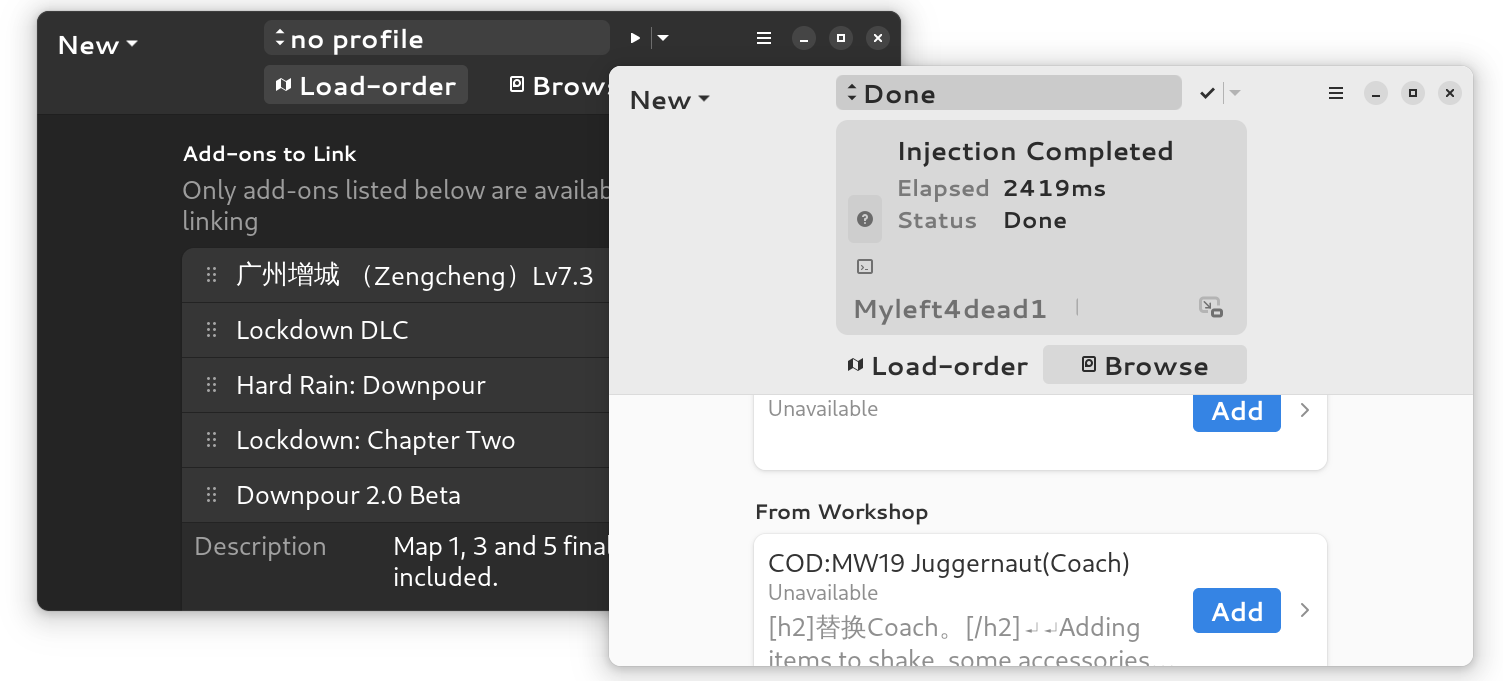 New
no profile
Load-order
Brows
Add-ons to Link
Only add-ons listed below are availab
linking
广州增城 （Zengcheng）Lv7.3
Lockdown DLC
Hard Rain: Downpour
Lockdown: Chapter Two
Downpour 2.0 Beta
Description
Map 1, 3 and 5 final
included.
New
Done
Injection Completed
Elapsed 2419ms
Status Done
Myleft4dead1
Load-order
Browse
Unavailable
Add
From Workshop
COD:MW19 Juggernaut(Coach)
Unavailable
[h2]替换Coach。[/h2]↵↵Adding
items to shake, some accessories…
Add